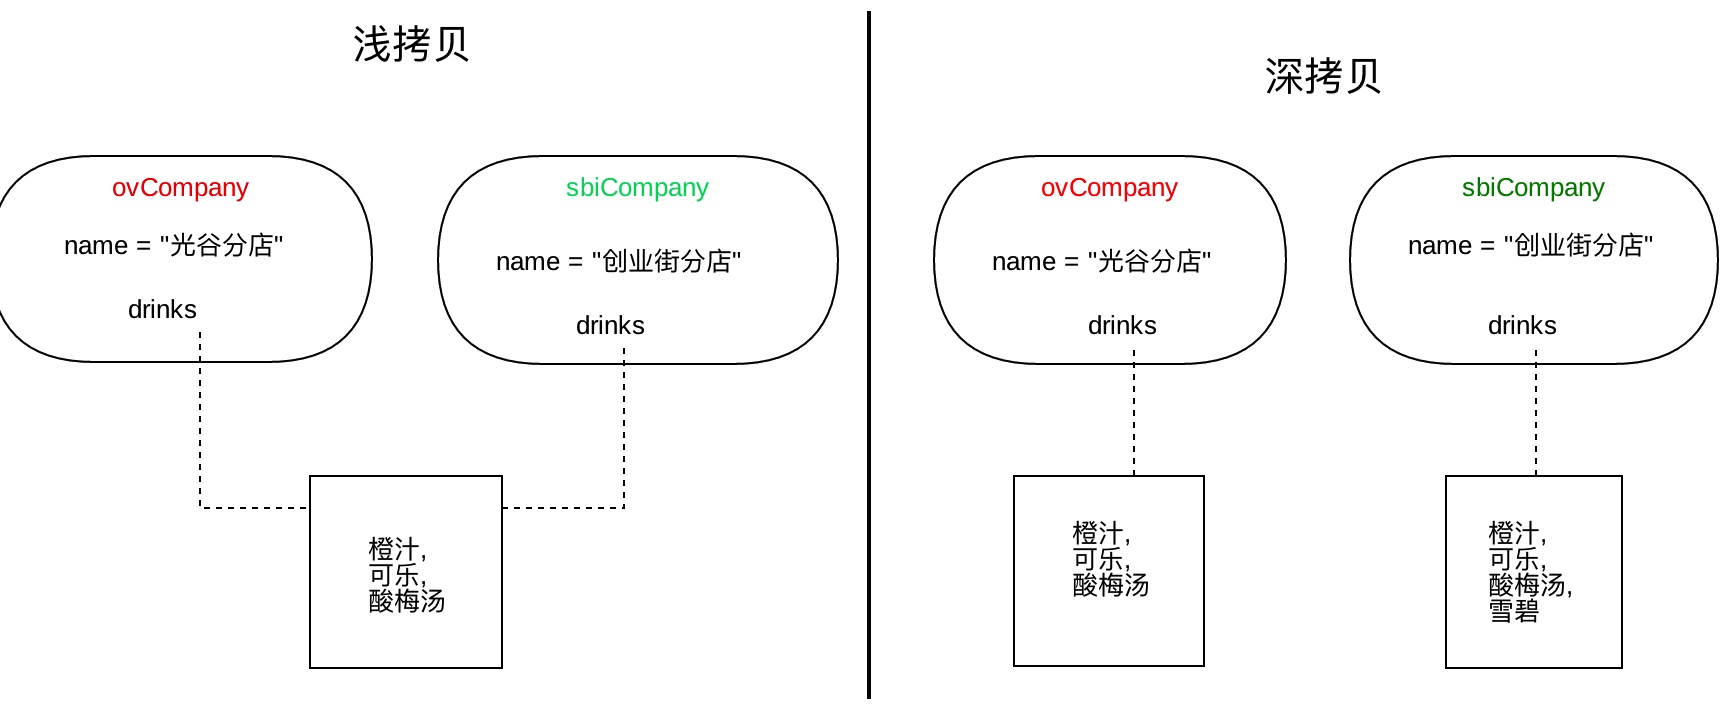 浅拷贝
ovCompany
name = "光谷分店"
drinks
sbiCompany
name = "创业街分店"
drinks
橙汁,
可乐,
酸梅汤
深拷贝
ovCompany
name = "光谷分店"
drinks
sbiCompany
name = "创业街分店"
drinks
橙汁,
可乐,
酸梅汤
橙汁,
可乐,
酸梅汤,
雪碧